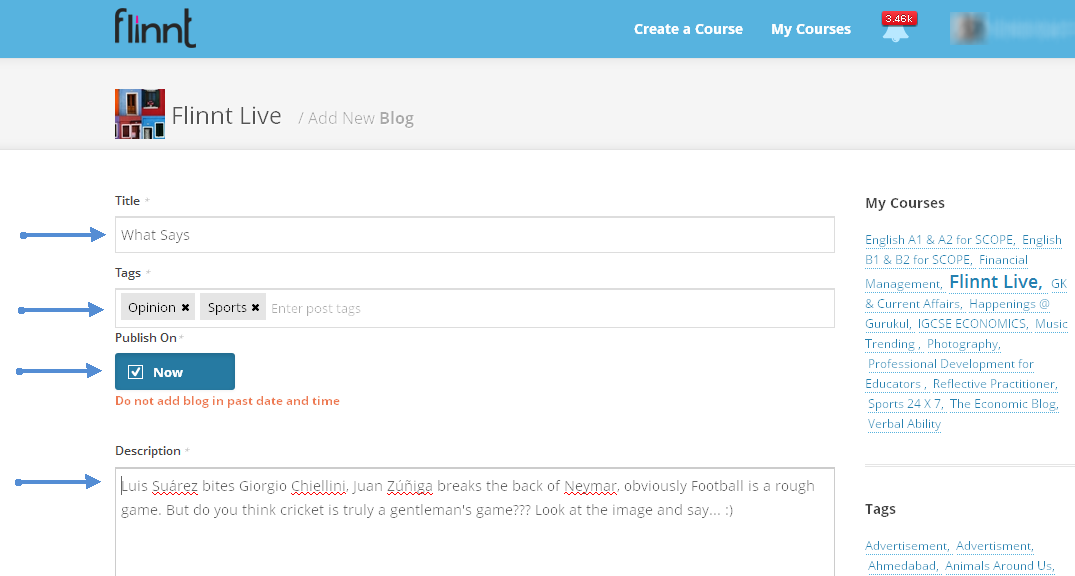 flinnt
Create a Course My Courses 3.46k
Flinnt Live / Add New Blog
Title *
What Says
Tags *
Opinion × Sports × Enter post tags
Publish On *
Now
Do not add blog in past date and time
Description *
Luis Suárez bites Giorgio Chiellini, Juan Zúñiga breaks the back of Neymar, obviously Football is a rough
game. But do you think cricket is truly a gentleman's game??? Look at the image and say... :)
My Courses
English A1 & A2 for SCOPE, English
B1 & B2 for SCOPE, Financial
Management, Flinnt Live, GK
& Current Affairs, Happenings @
Gurukul, IGCSE ECONOMICS, Music
Trending , Photography,
Professional Development for
Educators , Reflective Practitioner,
Sports 24 X 7, The Economic Blog,
Verbal Ability
Tags
Advertisement, Advertisment,
Ahmedabad, Animals Around Us,